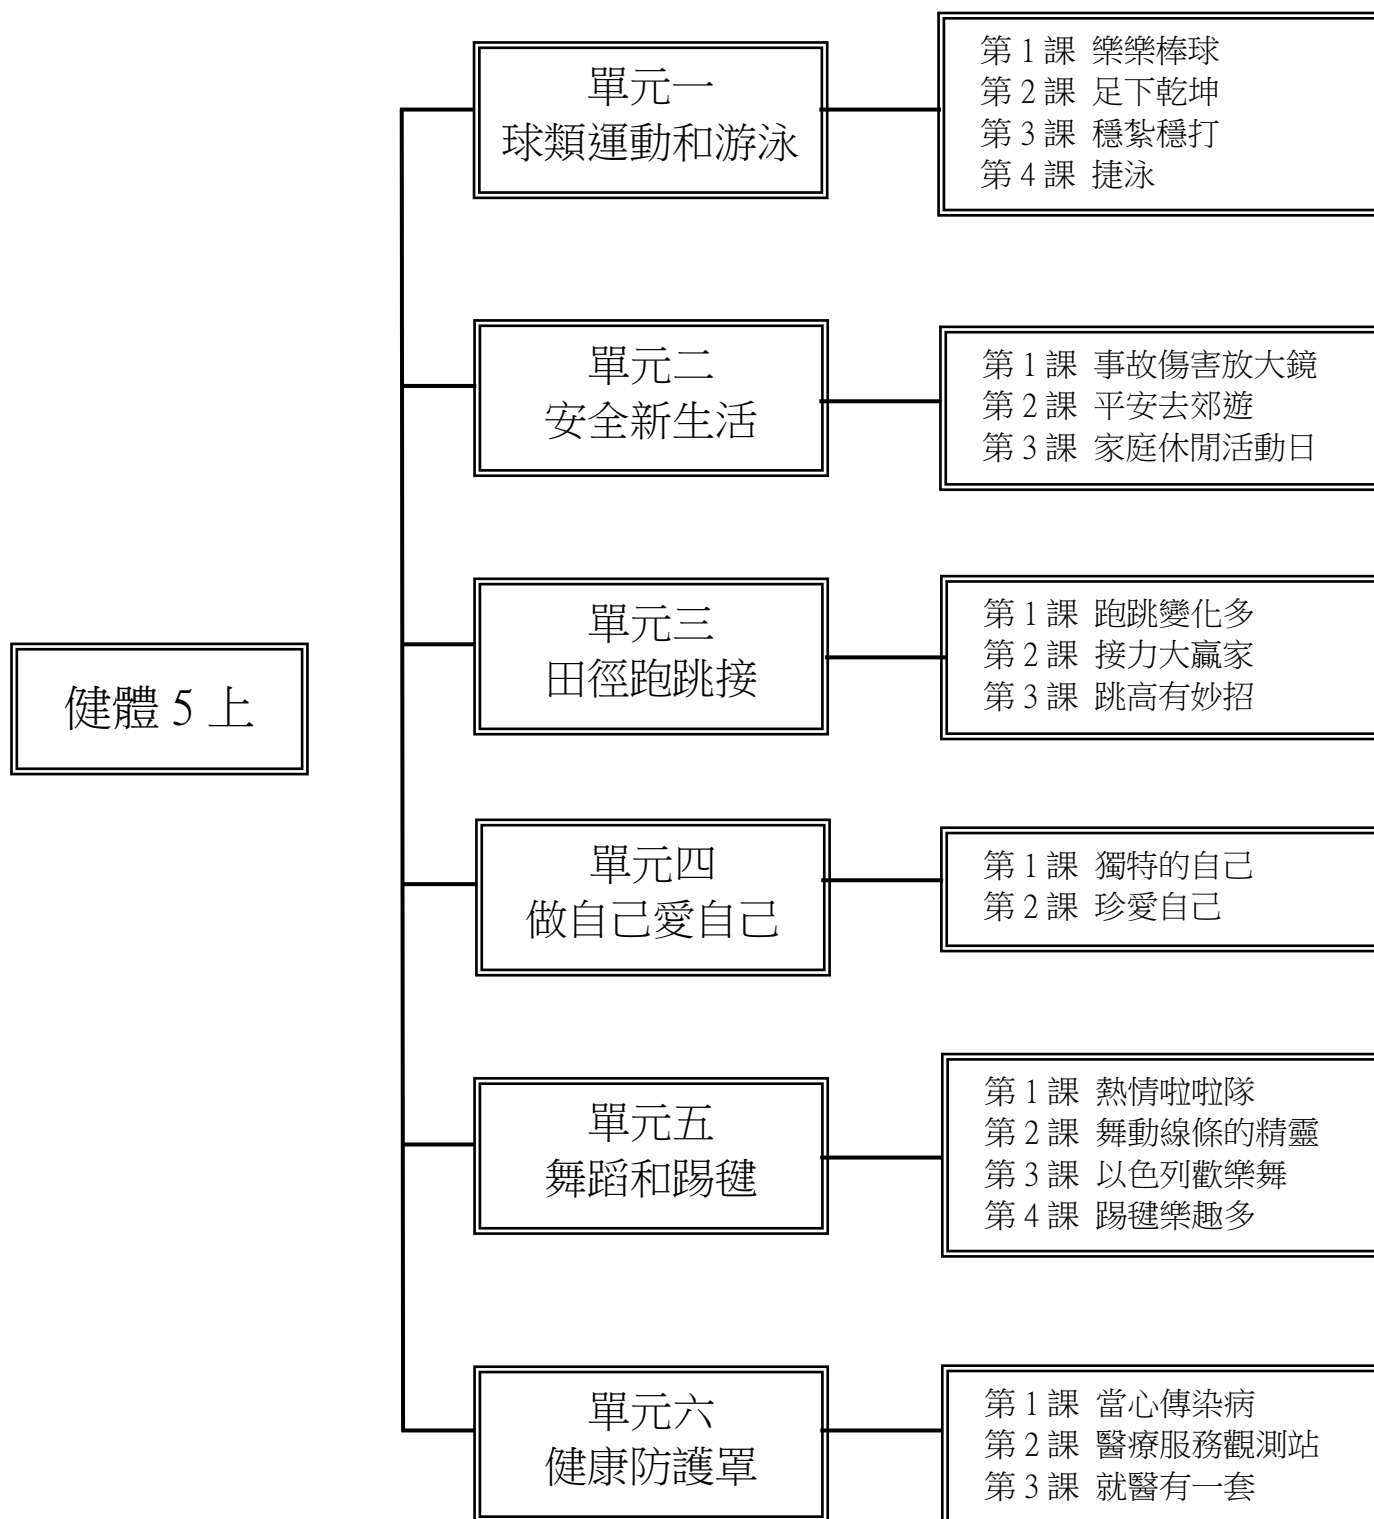 健體 5 上
單元一
球類運動和游泳
第 1 課 樂樂棒球
第 2 課 足下乾坤
第 3 課 穩紮穩打
第 4 課 捷泳
單元二
安全新生活
第 1 課 事故傷害放大鏡
第 2 課 平安去郊遊
第 3 課 家庭休閒活動日
單元三
田徑跑跳接
第 1 課 跑跳變化多
第 2 課 接力大贏家
第 3 課 跳高有妙招
單元四
做自己愛自己
第 1 課 獨特的自己
第 2 課 珍愛自己
單元五
舞蹈和踢毽
第 1 課 熱情啦啦隊
第 2 課 舞動線條的精靈
第 3 課 以色列歡樂舞
第 4 課 踢毽樂趣多
單元六
健康防護罩
第 1 課 當心傳染病
第 2 課 醫療服務觀測站
第 3 課 就醫有一套